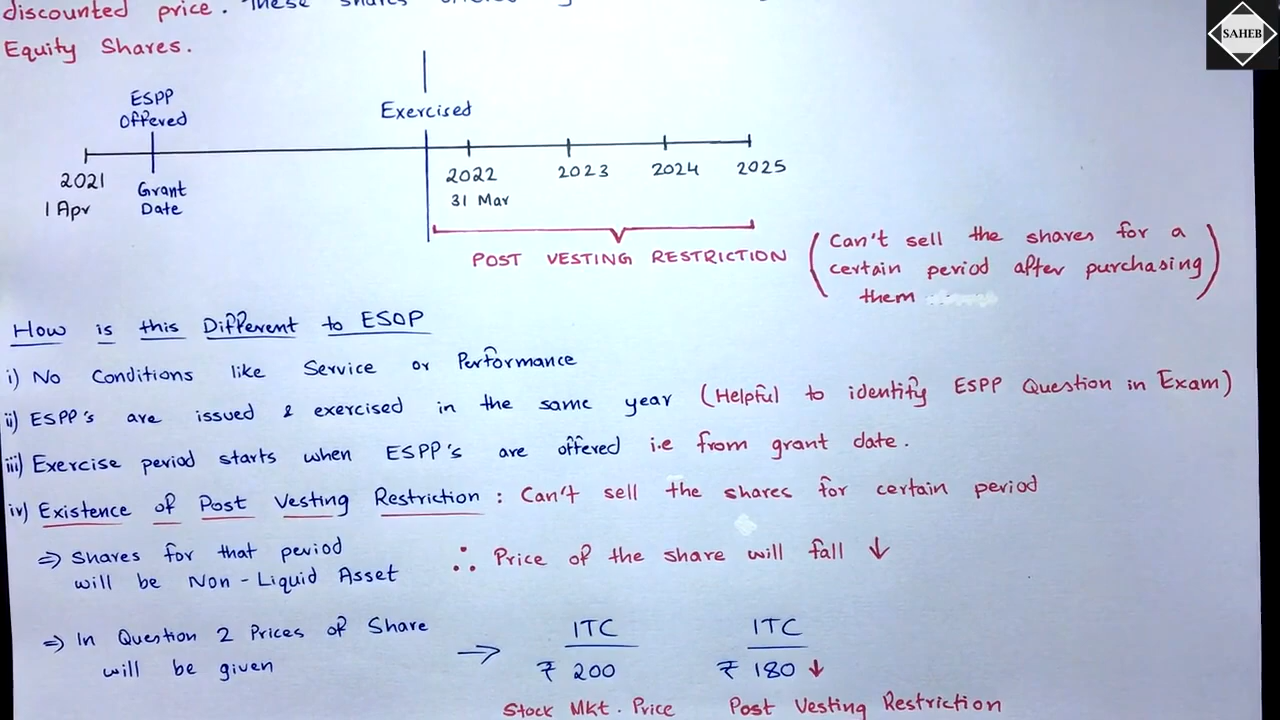 discounted price. These shares offered
Equity Shares.
SAHEB
ESPP
Offered
Exercised
2021
1 Apr
Grant
Date
2022
31 Mar
2023
2024
2025
POST VESTING RESTRICTION
(Can't sell the shares for a
certain period after purchasing
them)
How is this Different to ESOP
i) No Conditions like Service or Performance
ii) ESPP's are issued & exercised in the same year (Helpful to identify ESPP Question in Exam)
iii) Exercise period starts when ESPP's are offered i.e from grant date.
iv) Existence of Post Vesting Restriction : Can't sell the shares for certain period
⇒ Shares for that period
will be Non-Liquid Asset
∴ Price of the share will fall ↓
⇒ In Question 2 Prices of Share
will be given
→ ITC ITC
₹ 200 ₹ 180 ↓
Stock Mkt. Price Post Vesting Restriction